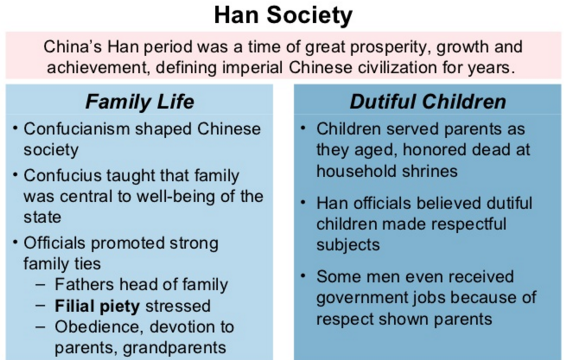 Han Society
China's Han period was a time of great prosperity, growth and
achievement, defining imperial Chinese civilization for years.
Family Life
• Confucianism shaped Chinese
society
• Confucius taught that family
was central to well-being of the
state
• Officials promoted strong
family ties
– Fathers head of family
– Filial piety stressed
– Obedience, devotion to
parents, grandparents
Dutiful Children
• Children served parents as
they aged, honored dead at
household shrines
• Han officials believed dutiful
children made respectful
subjects
• Some men even received
government jobs because of
respect shown parents